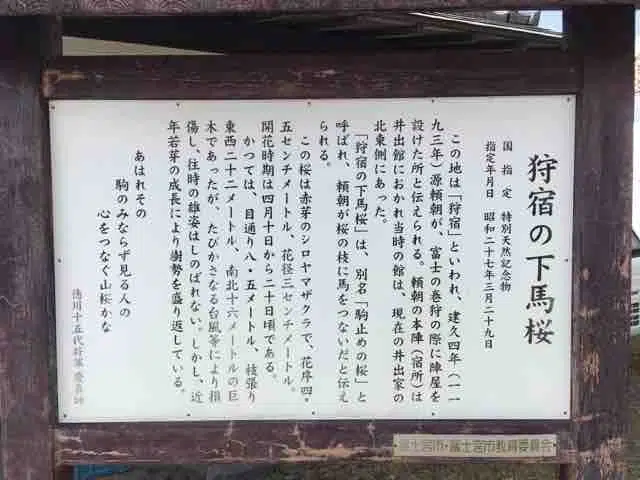 狩宿の下馬桜
国指定 特別天然記念物
指定年月日 昭和二十七年三月二十九日
この地は「狩宿」といわれ、建久四年(一一
九三年)源頼朝が、富士の巻狩の際に陣屋を
設けた所と伝えられる。頼朝の本陣(宿所)は
井出館におかれ当時の館は、現在の井出家の
北東側にあった。
「狩宿の下馬桜」は、別名「駒止めの桜」と
呼ばれ、頼朝が桜の枝に馬をつないだと伝え
られる。
この桜は赤芽のシロヤマザクラで、花序四・
五センチメートル、花径三センチメートル。
開花時期は四月十日から二十日頃である。
かつては、目通り八・五メートル、枝張り
東西二十二メートル、南北十六メートルの巨
木であったが、たびかさなる台風等により損
傷し、往時の雄姿はしのばれない。しかし、近
年若芽の成長により樹勢を盛り返している。
あはれその
駒のみならず見る人の
心をつなぐ山桜かな
徳川十五代将軍 慶喜
富士宮市・富士宮市教育委員会